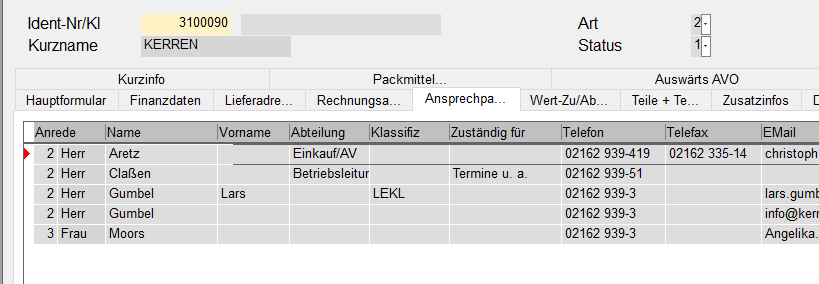 Ident-Nr/Kl 3100090 Art 2
Kurzname KERREN Status 1
Kurzinfo Packmittel... Auswärts AVO
Hauptformular Finanzdaten Lieferadre... Rechnungsa... Ansprechpa... Wert-Zu/Ab... Teile + Te... Zusatzinfos
Anrede Name Vorname Abteilung Klassifiz Zuständig für Telefon Telefax EMail
2 Herr Aretz Einkauf/AV 02162 939-419 02162 335-14 christoph
2 Herr Claßen Betriebsleitur Termine u. a. 02162 939-51
2 Herr Gumbel Lars LEKL 02162 939-3 lars.gumb
2 Herr Gumbel 02162 939-3 info@kerr
3 Frau Moors 02162 939-3 Angelika.